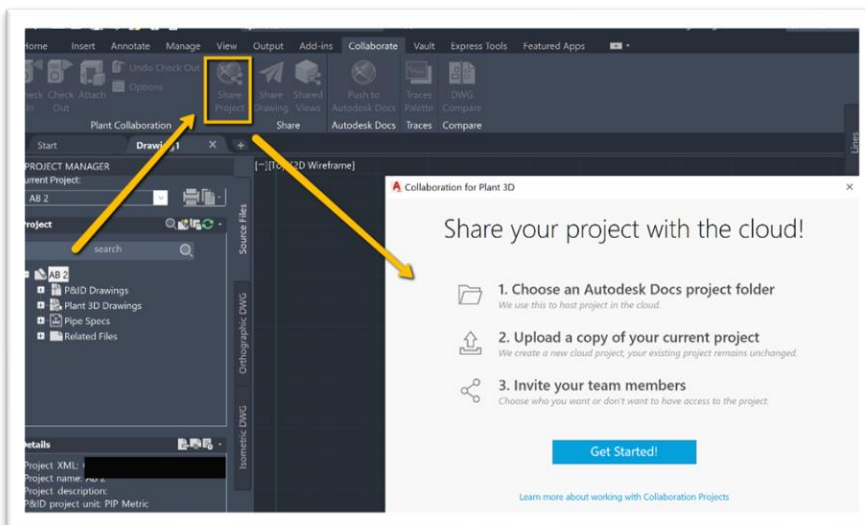 Home Insert Annotate Manage View Output Add-ins Collaborate Vault Express Tools Featured Apps
Undo Check Out
Options
Check In
Check Out
Attach
Share Project
Share Drawing
Shared Views
Push to Autodesk Docs
Traces Palette
DWG Compare
Plant Collaboration Share Autodesk Docs Traces Compare
Start Drawing1
PROJECT MANAGER
Current Project:
AB 2
Project
search
AB 2
P&ID Drawings
Plant 3D Drawings
Pipe Specs
Related Files
Source Files
Orthographic DWG
Isometric DWG
Details
Project XML:
Project name: AB 2
Project description:
P&ID project unit: PIP Metric
[-][Top][2D Wireframe]
Lines
Collaboration for Plant 3D
Share your project with the cloud!
1. Choose an Autodesk Docs project folder
We use this to host project in the cloud.
2. Upload a copy of your current project
We create a new cloud project, your existing project remains unchanged.
3. Invite your team members
Choose who you want or don't want to have access to the project.
Get Started!
Learn more about working with Collaboration Projects